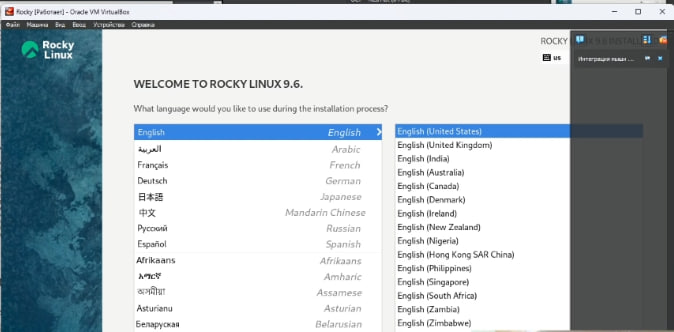 Rocky [Работает] - Oracle VM VirtualBox
Файл Машина Вид Ввод Устройства Справка
Rocky
Linux
ROCKY LINUX 9.6 INSTALL
us
Интеграция мыши ...
WELCOME TO ROCKY LINUX 9.6.
What language would you like to use during the installation process?
English English
العربية Arabic
Français French
Deutsch German
日本語 Japanese
中文 Mandarin Chinese
Русский Russian
Español Spanish
Afrikaans Afrikaans
አማርኛ Amharic
অসমীয়া Assamese
Asturianu Asturian
Беларуская Belarusian
English (United States)
English (United Kingdom)
English (India)
English (Australia)
English (Canada)
English (Denmark)
English (Ireland)
English (New Zealand)
English (Nigeria)
English (Hong Kong SAR China)
English (Philippines)
English (Singapore)
English (South Africa)
English (Zambia)
English (Zimbabwe)